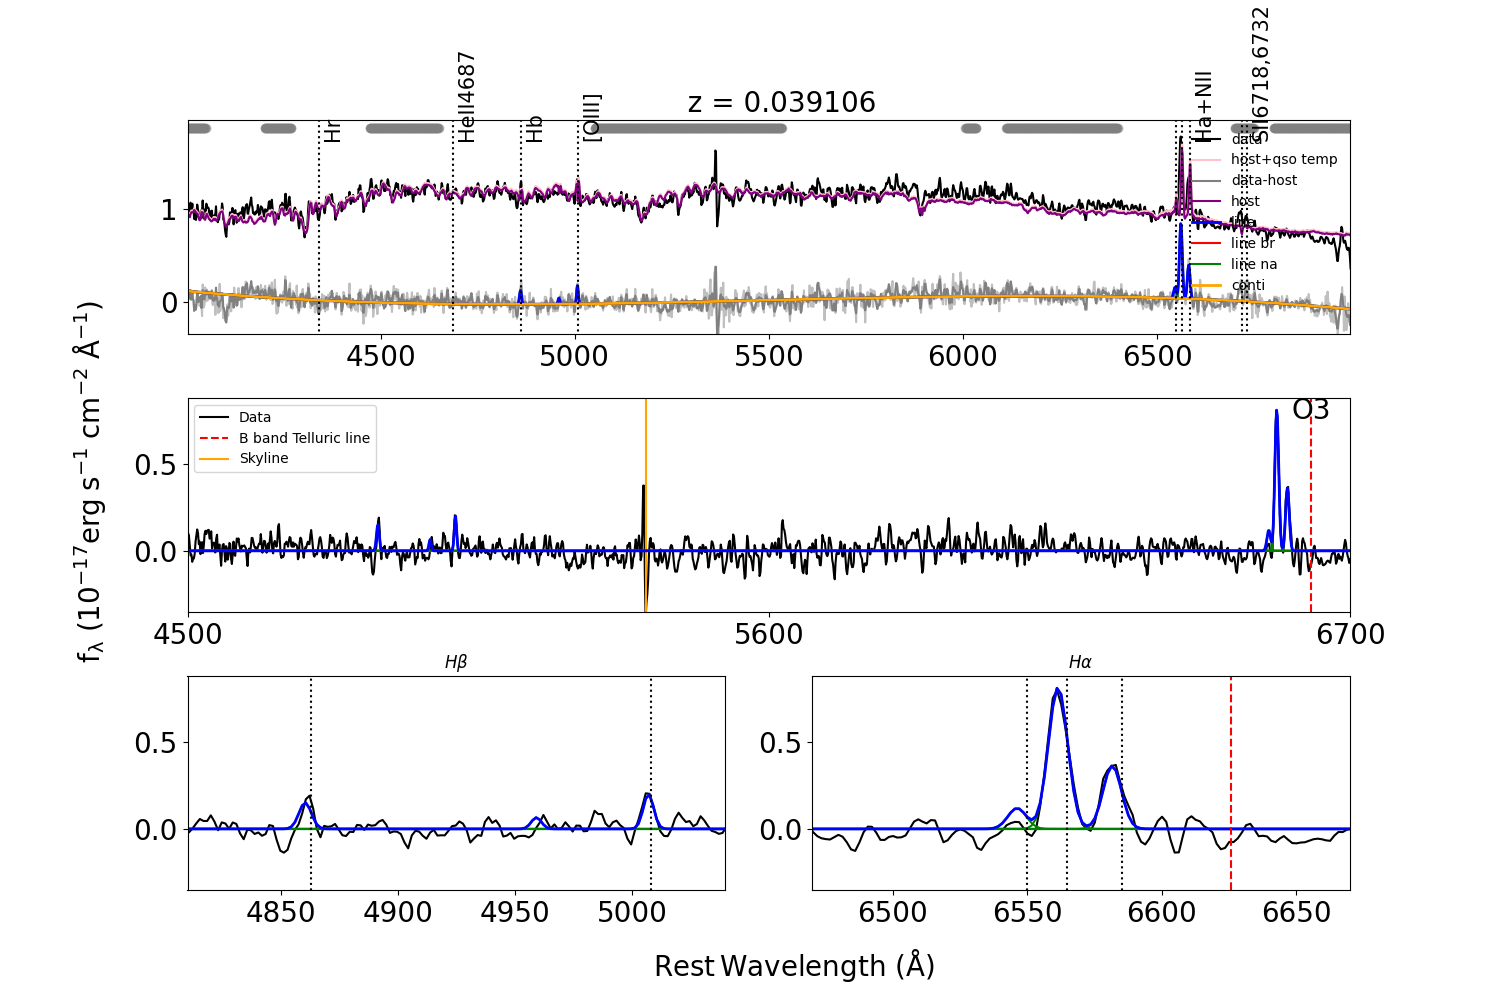 z = 0.039106
Hr
HeII4687
Hb
[OIII]
Ha+NII
SII6718,6732
data
host+qso temp
data-host
host
line
line br
line na
conti
1
0
4500
5000
5500
6000
6500
fλ (10−17erg s−1 cm−2 Å−1)
Data
B band Telluric line
Skyline
O3
0.5
0.0
4500
5600
6700
Hβ
0.5
0.0
4850
4900
4950
5000
Hα
0.5
0.0
6500
6550
6600
6650
Rest Wavelength (Å)